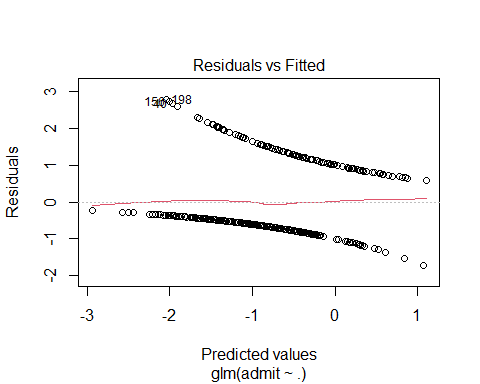 Residuals vs Fitted
3
2
1
0
-1
-2
198
Residuals
-3 -2 -1 0 1
Predicted values
glm(admit ~ .)